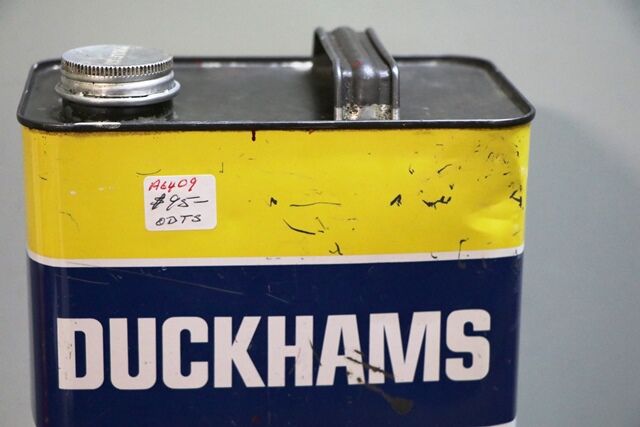 A6409
$95-
ODTS
DUCKHAMS